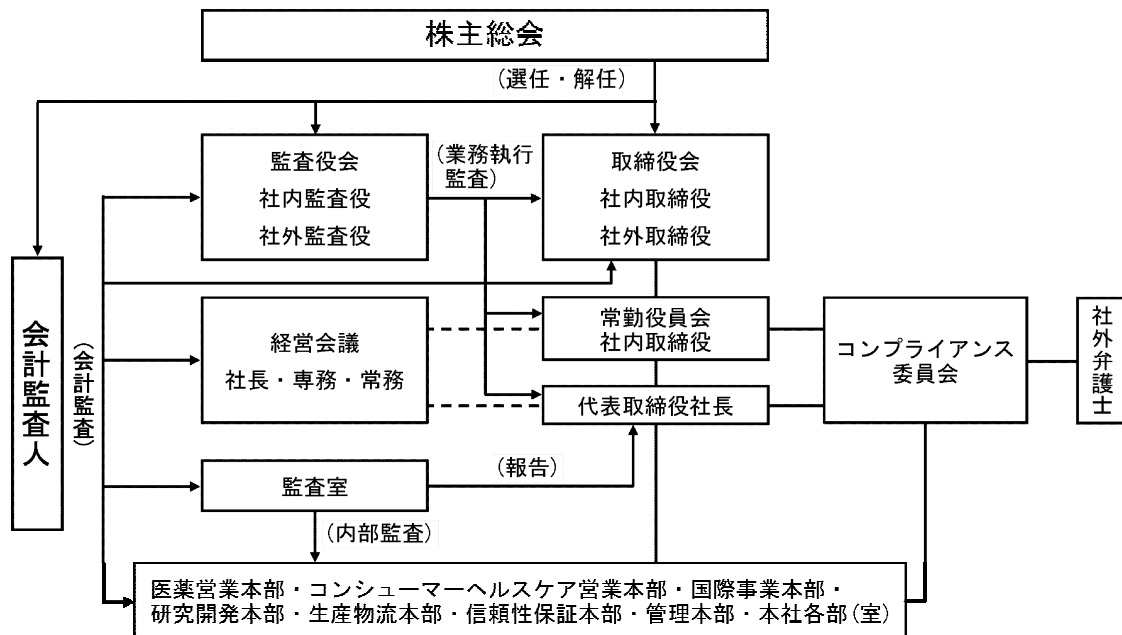 株主総会
(選任・解任)
監査役会
社内監査役
社外監査役
(業務執行
監査)
取締役会
社内取締役
社外取締役
会計監査人
(会計監査)
経営会議
社長・専務・常務
常勤役員会
社内取締役
代表取締役社長
コンプライアンス
委員会
社外弁護士
監査室
(報告)
(内部監査)
医薬営業本部・コンシューマーヘルスケア営業本部・国際事業本部・
研究開発本部・生産物流本部・信頼性保証本部・管理本部・本社各部(室)